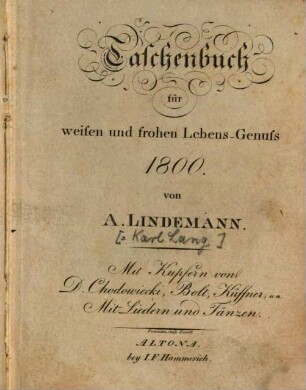 Taschenbuch
für
weisen und frohen Lebens-Genuſs
1800.
von
A. LINDEMANN.
[= Karl Lang]
Mit Kupfern von
D. Chodowiecki, Bolt, Küffner, u.a.
Mit Liedern und Tänzen.
ALTONA.
bey I.F. Hammerich.